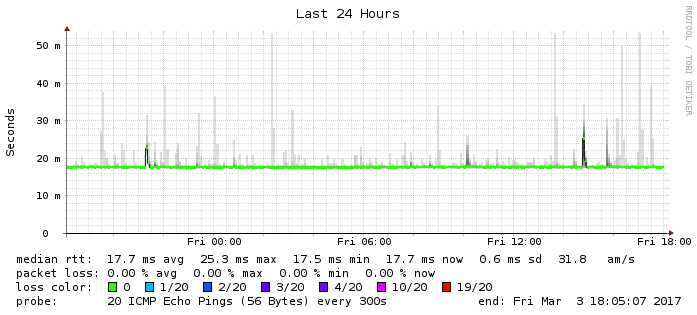 Last 24 Hours
RRDTOOL / TOBI OETIKER
Seconds
50 m
40 m
30 m
20 m
10 m
0
Fri 00:00 Fri 06:00 Fri 12:00 Fri 18:00
median rtt: 17.7 ms avg 25.3 ms max 17.5 ms min 17.7 ms now 0.6 ms sd 31.8 am/s
packet loss: 0.00 % avg 0.00 % max 0.00 % min 0.00 % now
loss color: 0 1/20 2/20 3/20 4/20 10/20 19/20
probe: 20 ICMP Echo Pings (56 Bytes) every 300s end: Fri Mar 3 18:05:07 2017